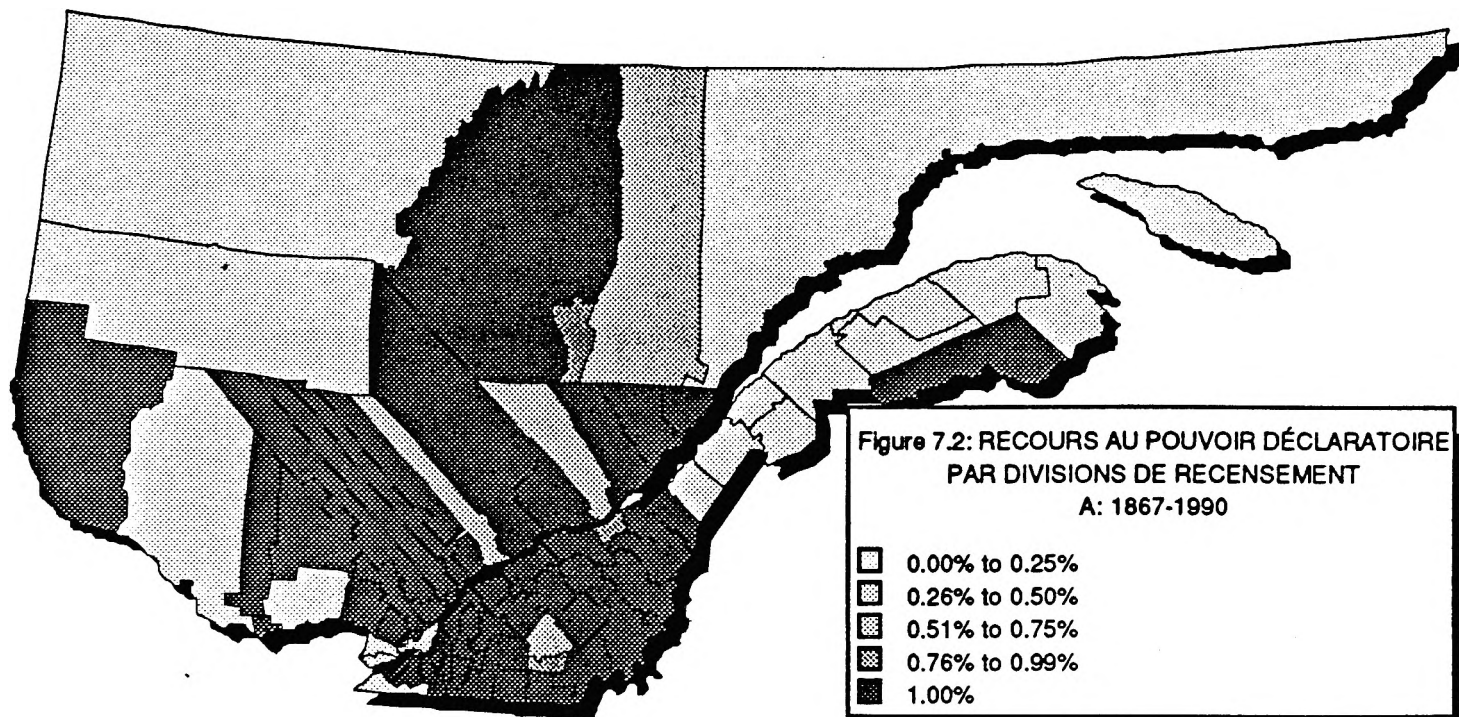 Figure 7.2: RECOURS AU POUVOIR DÉCLARATOIRE
PAR DIVISIONS DE RECENSEMENT
A: 1867-1990
0.00% to 0.25%
0.26% to 0.50%
0.51% to 0.75%
0.76% to 0.99%
1.00%